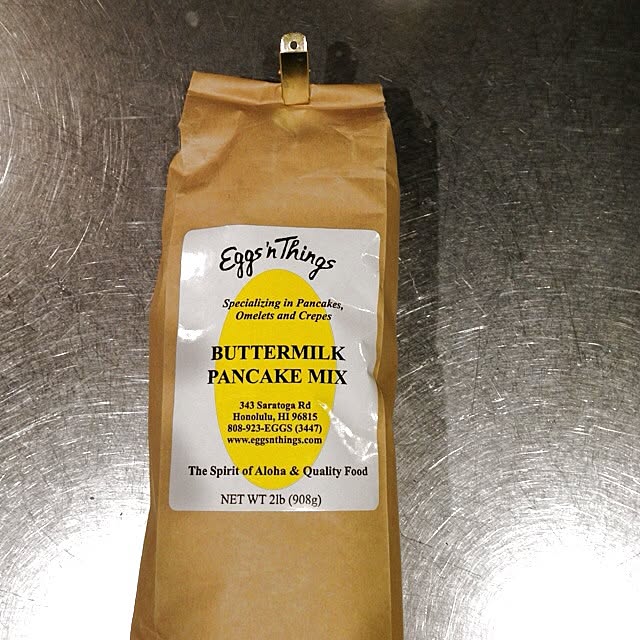 Eggs 'n Things
Specializing in Pancakes,
Omelets and Crepes
BUTTERMILK
PANCAKE MIX
343 Saratoga Rd
Honolulu, HI 96815
808-923-EGGS (3447)
www.eggsnthings.com
The Spirit of Aloha & Quality Food
NET WT 2lb (908g)